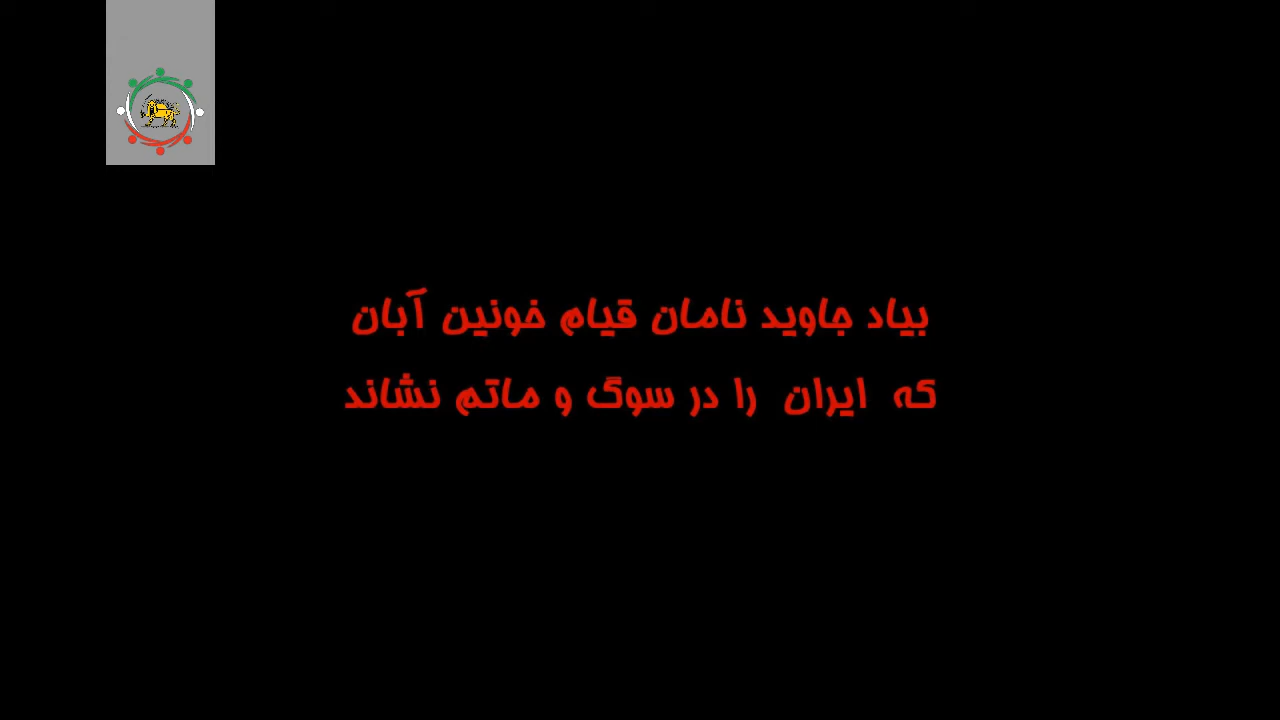 بیاد جاوید نامان قیام خونین آبان
که ایران را در سوگ و ماتم نشاند